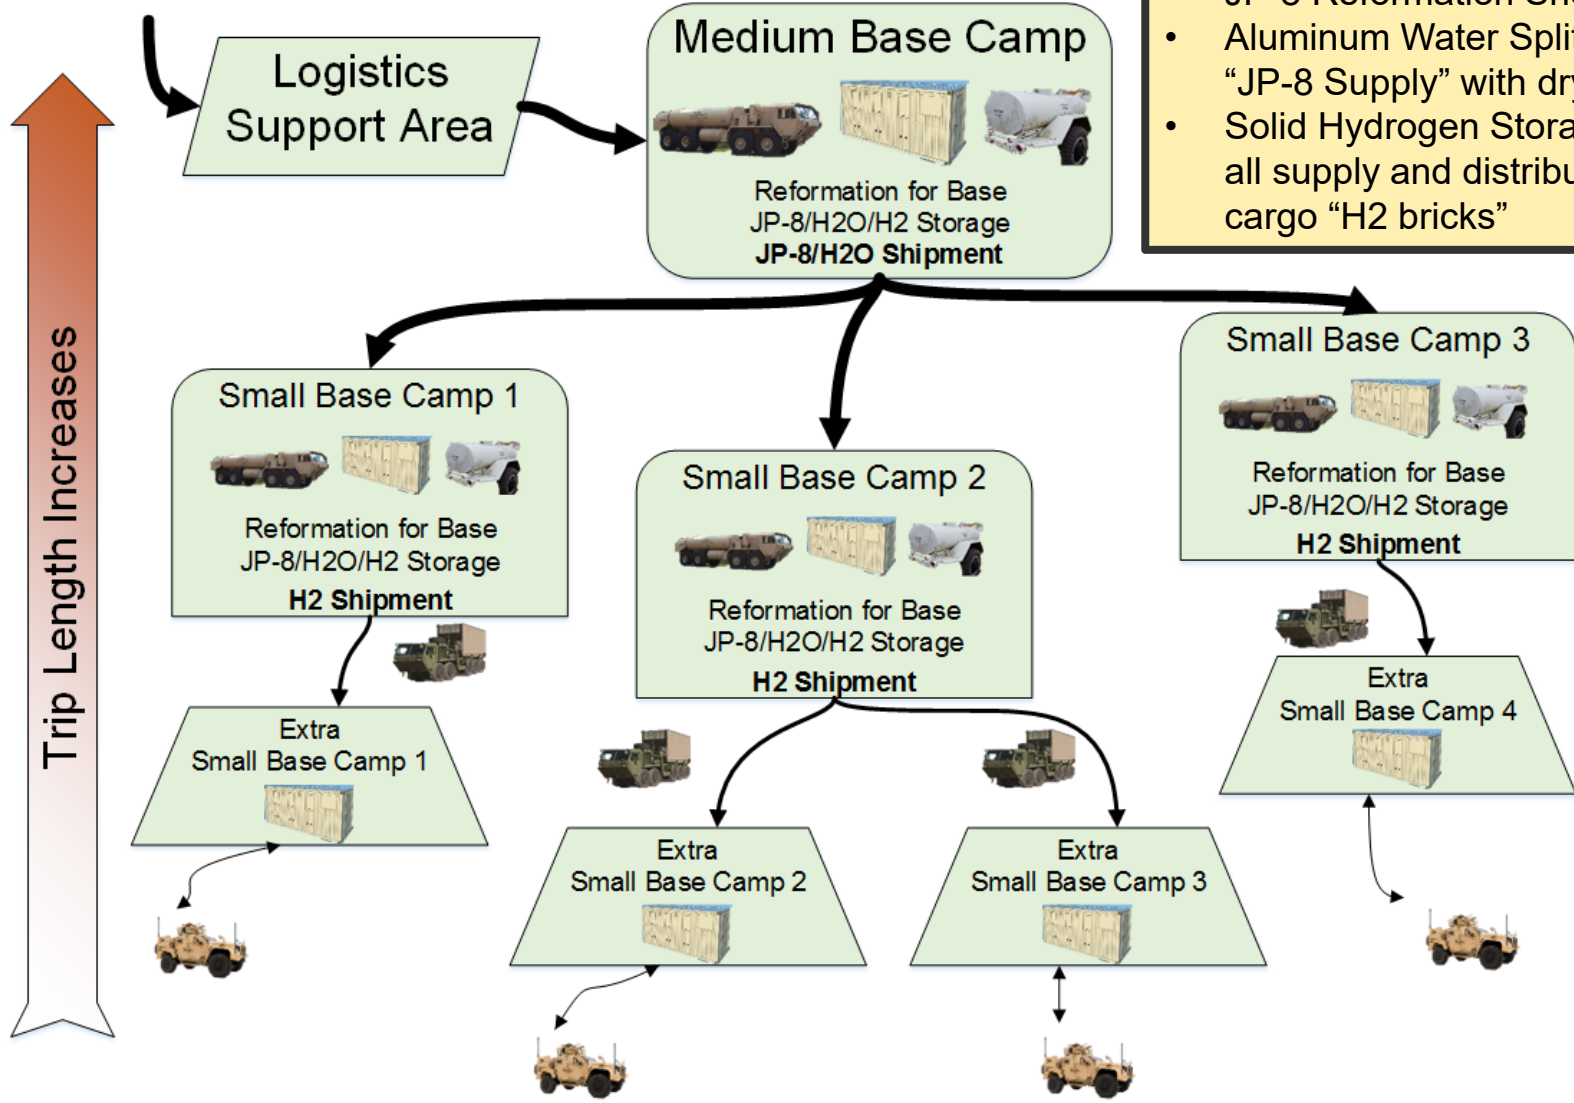 Logistics
Support Area
Medium Base Camp
Reformation for Base
JP-8/H2O/H2 Storage
JP-8/H2O Shipment
JP-8 Reformation
• Aluminum Water
“JP-8 Supply” with
• Solid Hydrogen
all supply and
cargo “H2 bricks”
Trip Length Increases
Small Base Camp 1
Reformation for Base
JP-8/H2O/H2 Storage
H2 Shipment
Small Base Camp 2
Reformation for Base
JP-8/H2O/H2 Storage
H2 Shipment
Small Base Camp 3
Reformation for Base
JP-8/H2O/H2 Storage
H2 Shipment
Extra
Small Base Camp 1
Extra
Small Base Camp 2
Extra
Small Base Camp 3
Extra
Small Base Camp 4